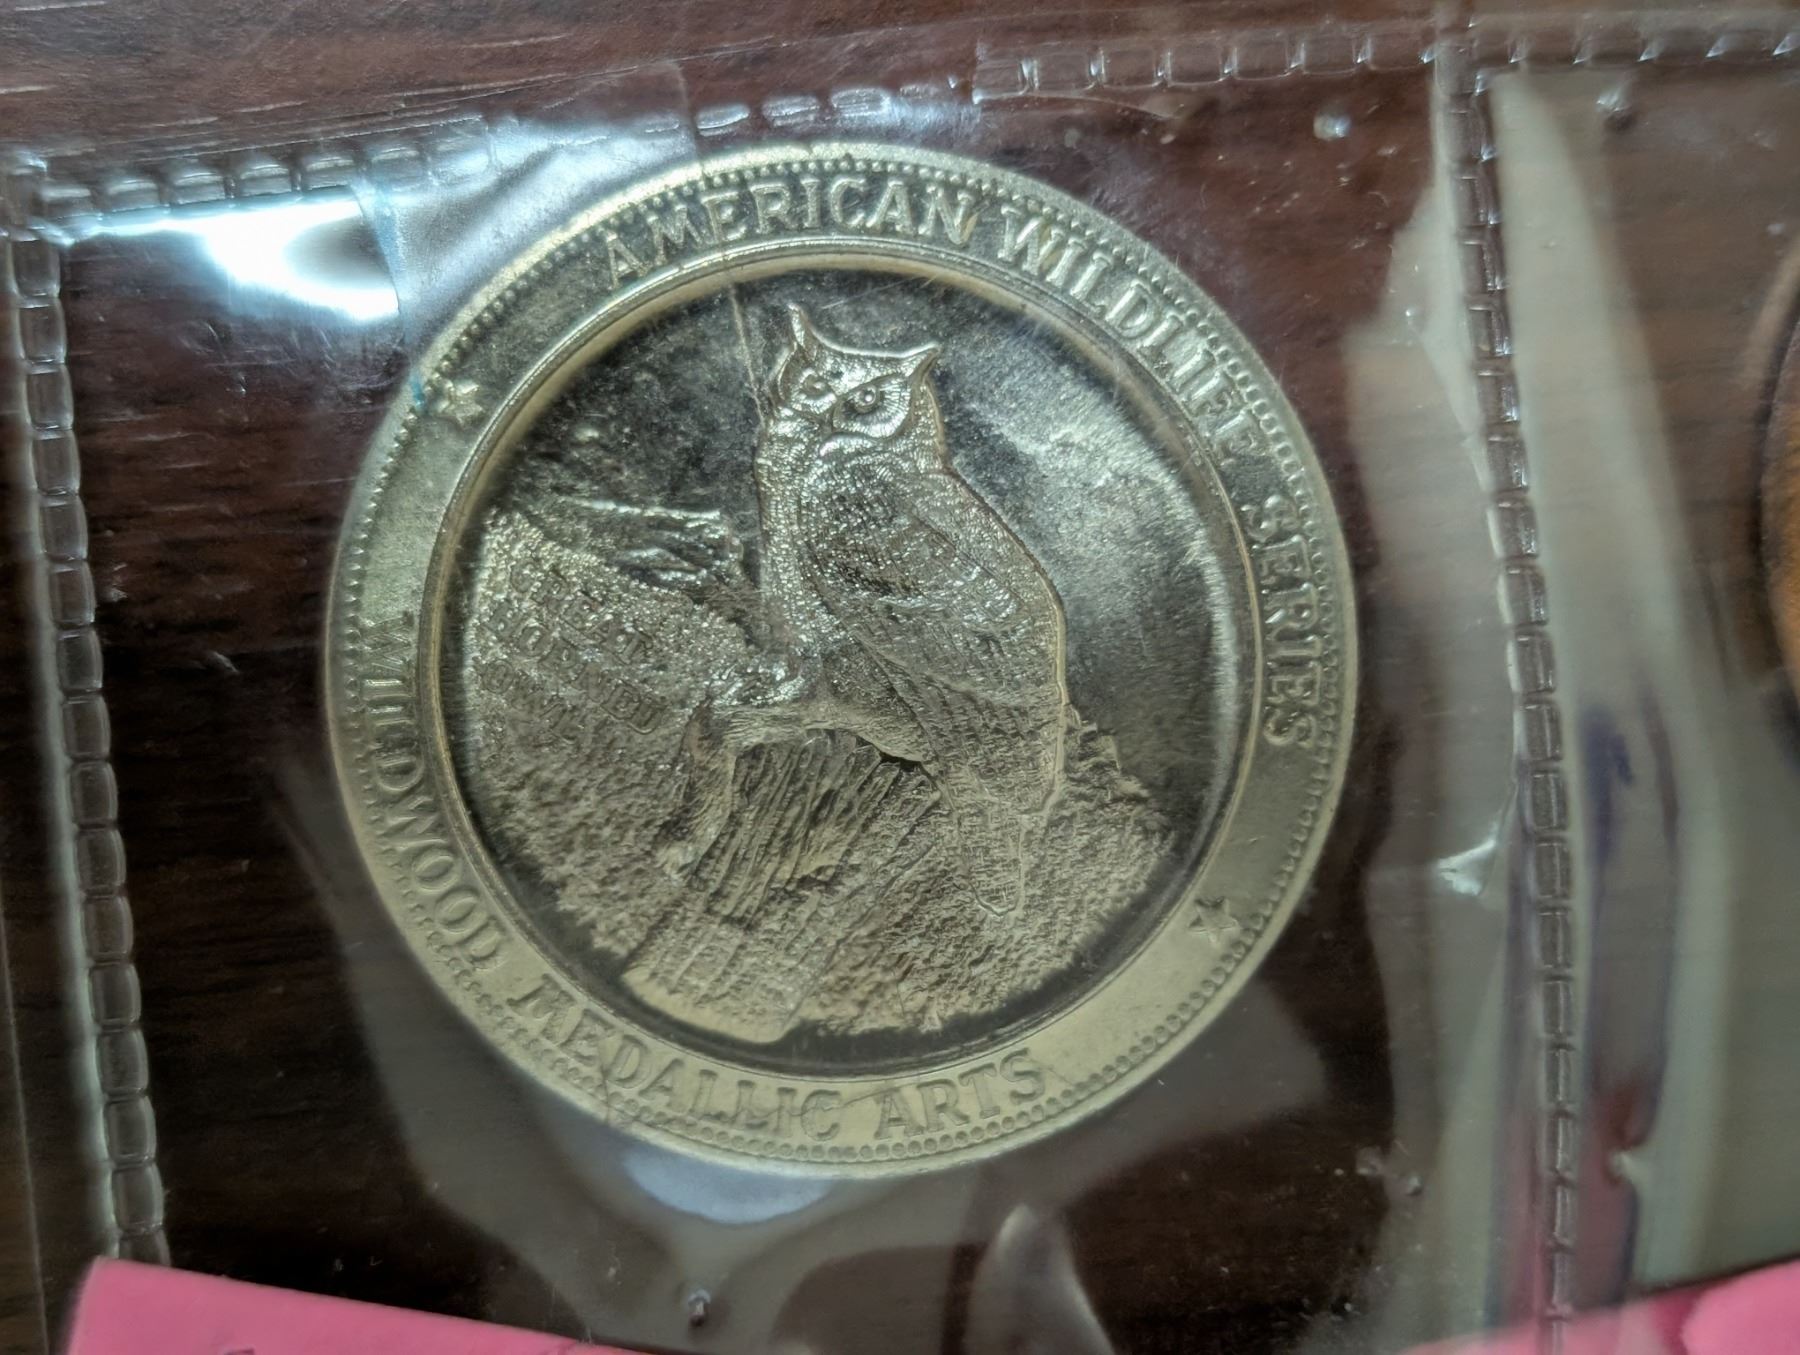 AMERICAN WILDLIFE SERIES
GREAT
HORNED
OWL
WILDWOOD MEDALLIC ARTS